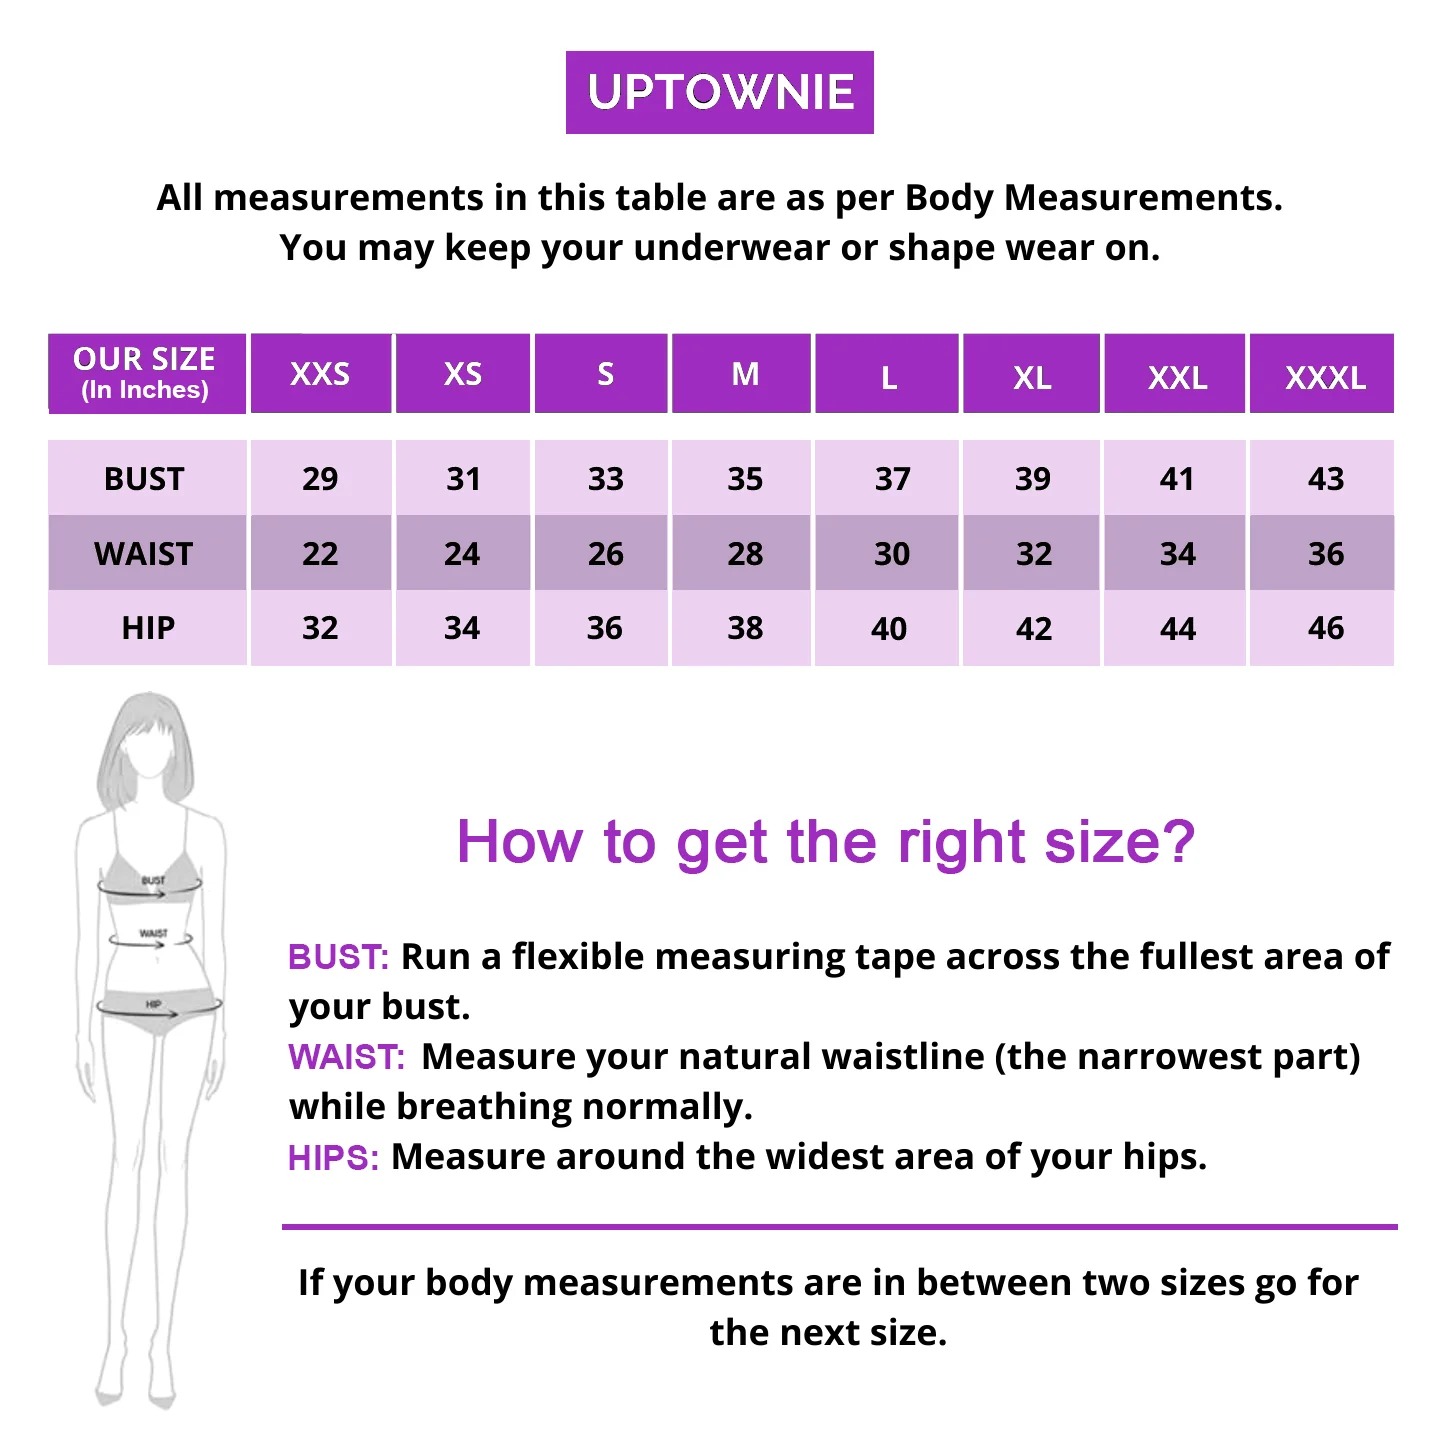 UPTOWNIE
All measurements in this table are as per Body Measurements.
You may keep your underwear or shape wear on.
OUR SIZE (In Inches) XXS XS S M L XL XXL XXXL
BUST 29 31 33 35 37 39 41 43
WAIST 22 24 26 28 30 32 34 36
HIP 32 34 36 38 40 42 44 46
How to get the right size?
BUST
WAIST
HIP
BUST: Run a flexible measuring tape across the fullest area of
your bust.
WAIST: Measure your natural waistline (the narrowest part)
while breathing normally.
HIPS: Measure around the widest area of your hips.
If your body measurements are in between two sizes go for
the next size.